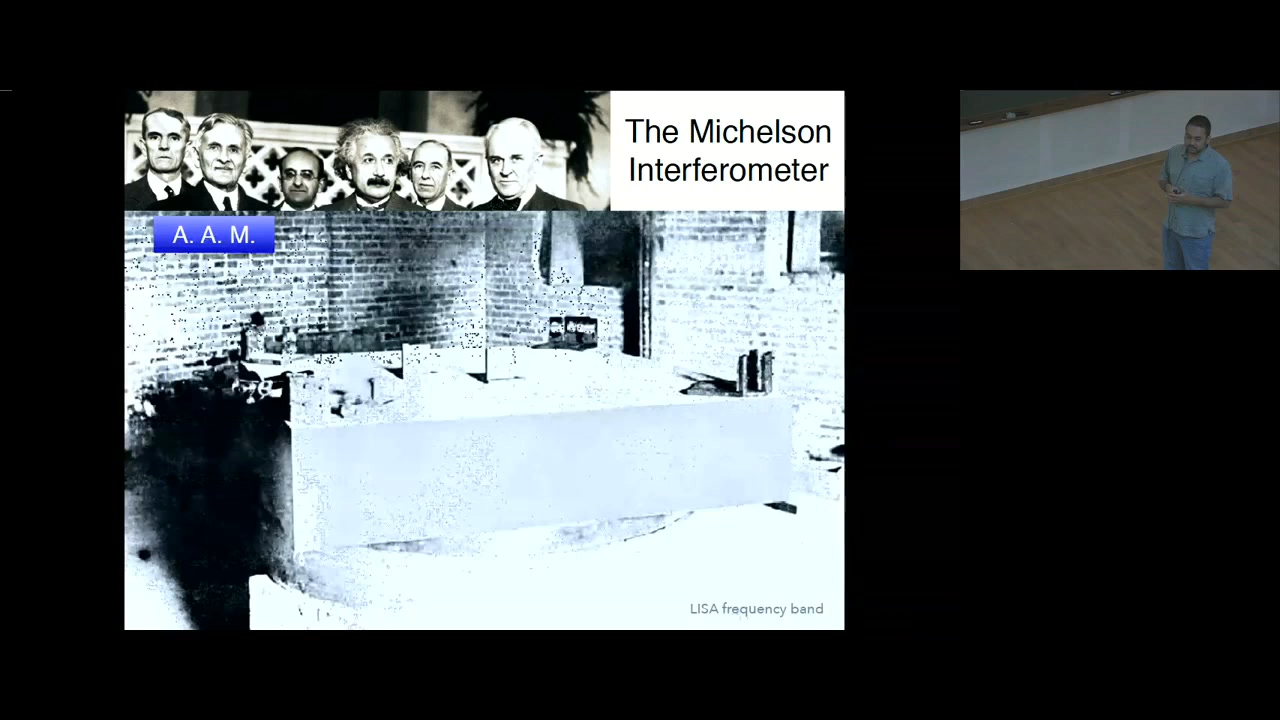 The Michelson
Interferometer
A. A. M.
LISA frequency band